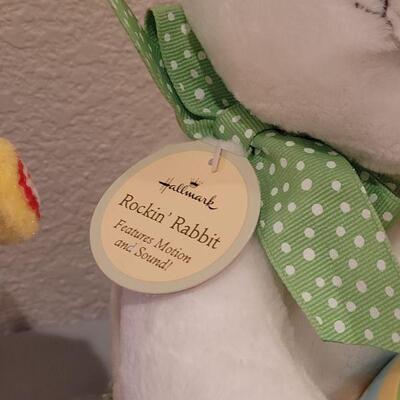 Hallmark
Rockin' Rabbit
Features Motion
and Sound!